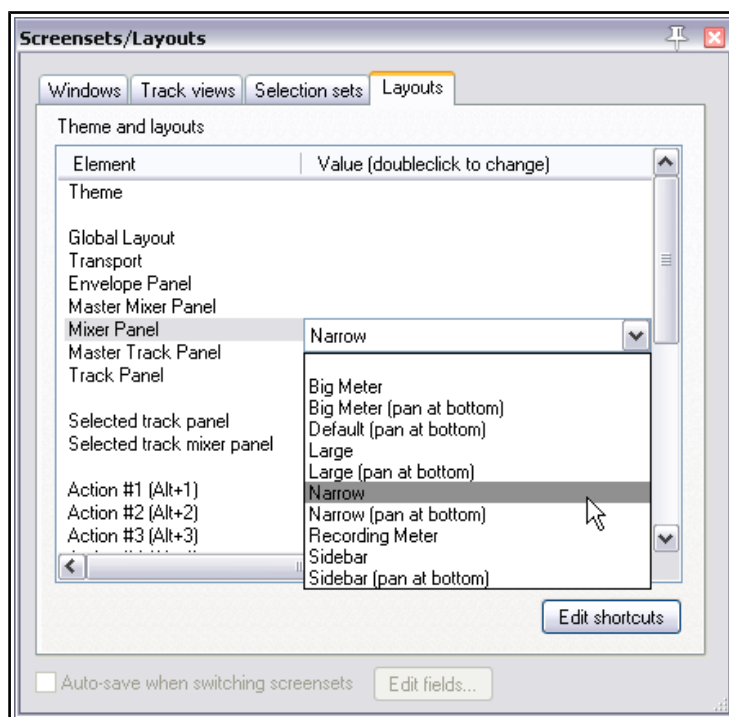 Screensets/Layouts
Windows Track views Selection sets Layouts
Theme and layouts
Element Value (doubleclick to change)
Theme
Global Layout
Transport
Envelope Panel
Master Mixer Panel
Mixer Panel Narrow
Master Track Panel
Track Panel
Big Meter
Big Meter (pan at bottom)
Selected track panel
Default (pan at bottom)
Selected track mixer panel
Large
Large (pan at bottom)
Action #1 (Alt+1)
Narrow
Action #2 (Alt+2)
Narrow (pan at bottom)
Action #3 (Alt+3)
Recording Meter
Sidebar
Sidebar (pan at bottom)
Edit shortcuts
Auto-save when switching screensets Edit fields...